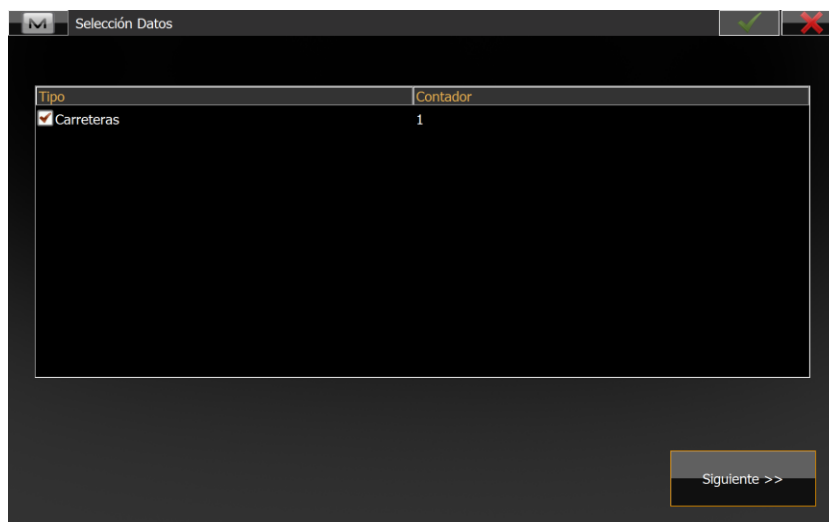 M Selección Datos
Tipo Contador
Carreteras 1
Siguiente >>